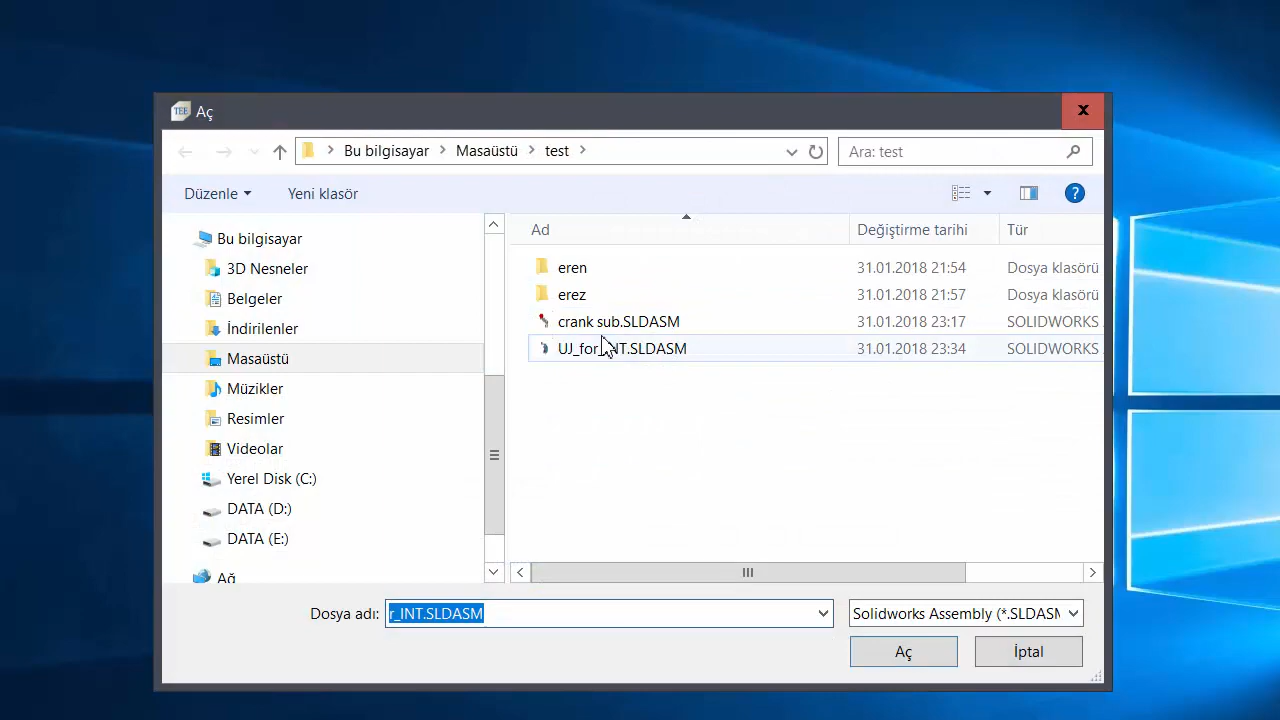 TEE Aç x
Bu bilgisayar Masaüstü test Ara: test
Düzenle Yeni klasör ?
Ad Değiştirme tarihi Tür
Bu bilgisayar
3D Nesneler
Belgeler
İndirilenler
Masaüstü
Müzikler
Resimler
Videolar
Yerel Disk (C:)
DATA (D:)
DATA (E:)
Ağ
eren 31.01.2018 21:54 Dosya klasörü
erez 31.01.2018 21:57 Dosya klasörü
crank sub.SLDASM 31.01.2018 23:17 SOLIDWORKS
UJ_for_INT.SLDASM 31.01.2018 23:34 SOLIDWORKS
Dosya adı: r_INT.SLDASM Solidworks Assembly (*.SLDASM
Aç İptal